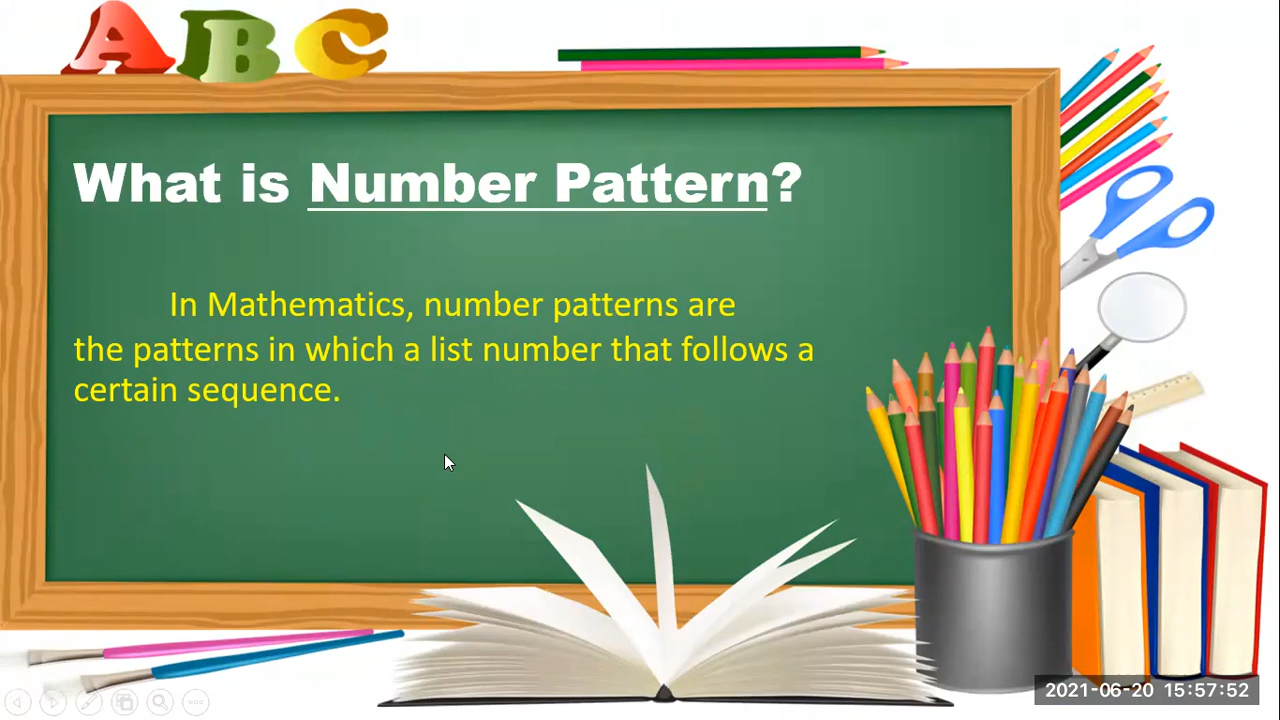 ABC
What is Number Pattern?
In Mathematics, number patterns are
the patterns in which a list number that follows a
certain sequence.
2021-06-20 15:57:52